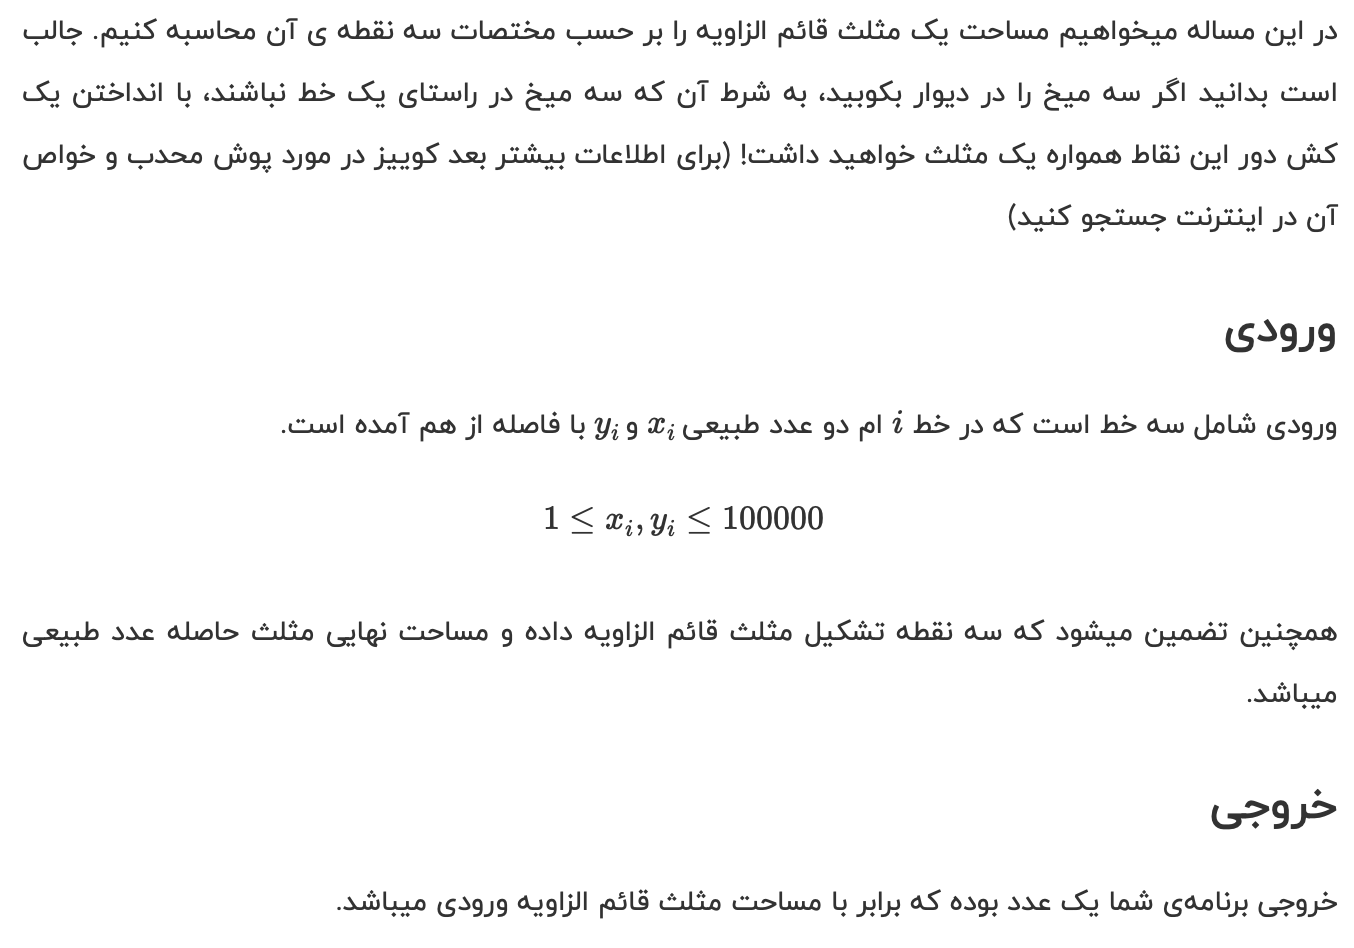 در این مساله میخواهیم مساحت یک مثلث قائم الزاویه را بر حسب مختصات سه نقطه ی آن محاسبه کنیم. جالب
است بدانید اگر سه میخ را در دیوار بکوبید، به شرط آن که سه میخ در راستای یک خط نباشند، با انداختن یک
کش دور این نقاط همواره یک مثلث خواهید داشت! (برای اطلاعات بیشتر بعد کوییز در مورد پوش محدب و خواص
آن در اینترنت جستجو کنید)
ورودی
ورودی شامل سه خط است که در خط i ام دو عدد طبیعی xᵢ و yᵢ با فاصله از هم آمده است.
1 ≤ xᵢ, yᵢ ≤ 100000
همچنین تضمین میشود که سه نقطه تشکیل مثلث قائم الزاویه داده و مساحت نهایی مثلث حاصله عدد طبیعی
میباشد.
خروجی
خروجی برنامه‌ی شما یک عدد بوده که برابر با مساحت مثلث قائم الزاویه ورودی میباشد.